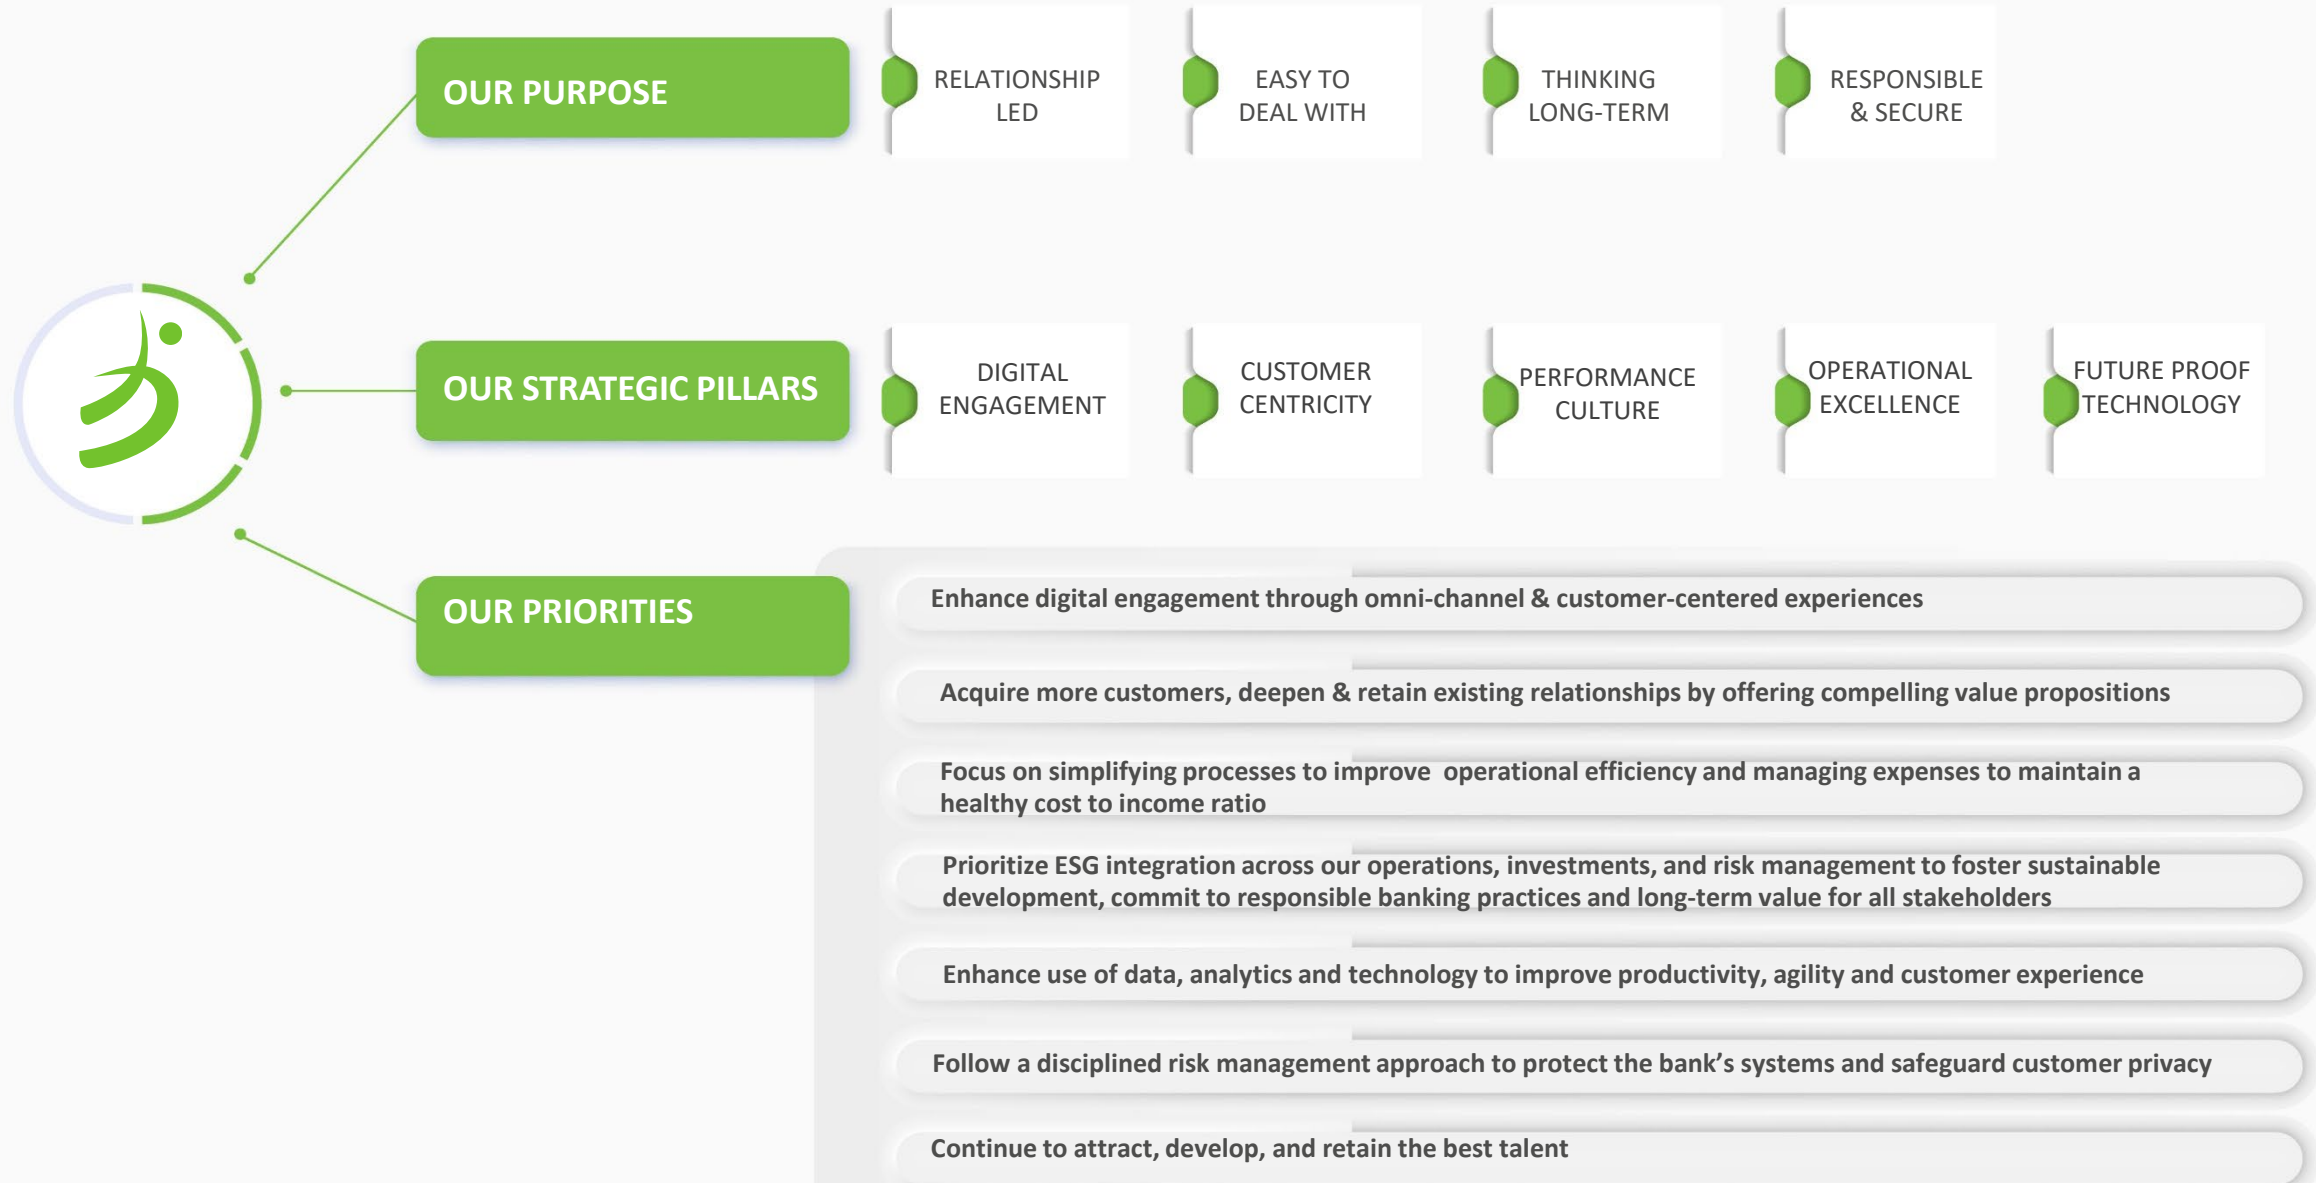 OUR PURPOSE
RELATIONSHIP
LED
EASY TO
DEAL WITH
THINKING
LONG-TERM
RESPONSIBLE
& SECURE
OUR STRATEGIC PILLARS
DIGITAL
ENGAGEMENT
CUSTOMER
CENTRICITY
PERFORMANCE
CULTURE
OPERATIONAL
EXCELLENCE
FUTURE PROOF
TECHNOLOGY
OUR PRIORITIES
Enhance digital engagement through omni-channel & customer-centered experiences
Acquire more customers, deepen & retain existing relationships by offering compelling value propositions
Focus on simplifying processes to improve  operational efficiency and managing expenses to maintain a
healthy cost to income ratio
Prioritize ESG integration across our operations, investments, and risk management to foster sustainable
development, commit to responsible banking practices and long-term value for all stakeholders
Enhance use of data, analytics and technology to improve productivity, agility and customer experience
Follow a disciplined risk management approach to protect the bank’s systems and safeguard customer privacy
Continue to attract, develop, and retain the best talent